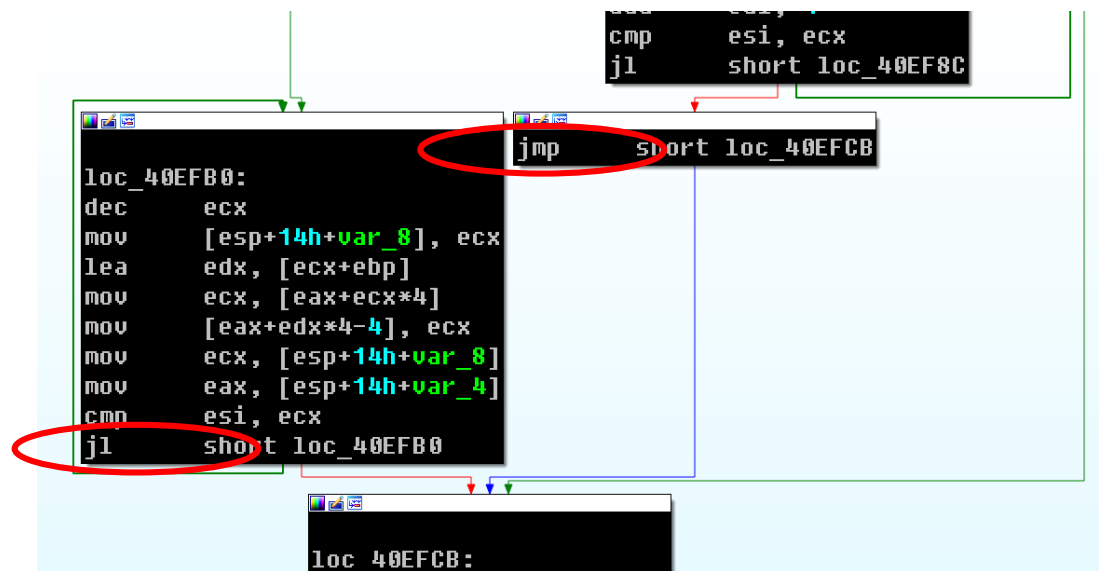 cmp esi, ecx
jl short loc_40EF8C
jmp short loc_40EFCB
loc_40EFB0:
dec ecx
mov [esp+14h+var_8], ecx
lea edx, [ecx+ebp]
mov ecx, [eax+ecx*4]
mov [eax+edx*4-4], ecx
mov ecx, [esp+14h+var_8]
mov eax, [esp+14h+var_4]
cmp esi, ecx
jl short loc_40EFB0
loc_40EFCB: